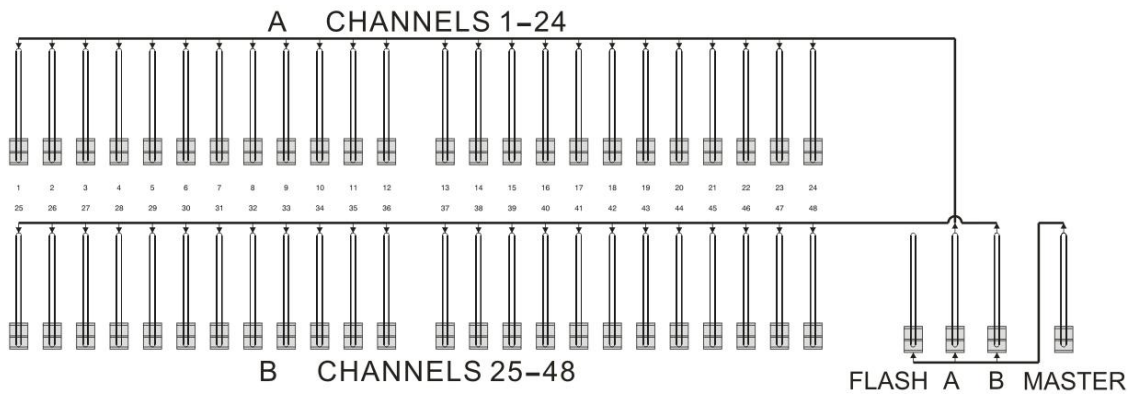 A CHANNELS 1–24
1 2 3 4 5 6 7 8 9 10 11 12 13 14 15 16 17 18 19 20 21 22 23 24
25 26 27 28 29 30 31 32 33 34 35 36 37 38 39 40 41 42 43 44 45 46 47 48
B CHANNELS 25–48
FLASH A B MASTER